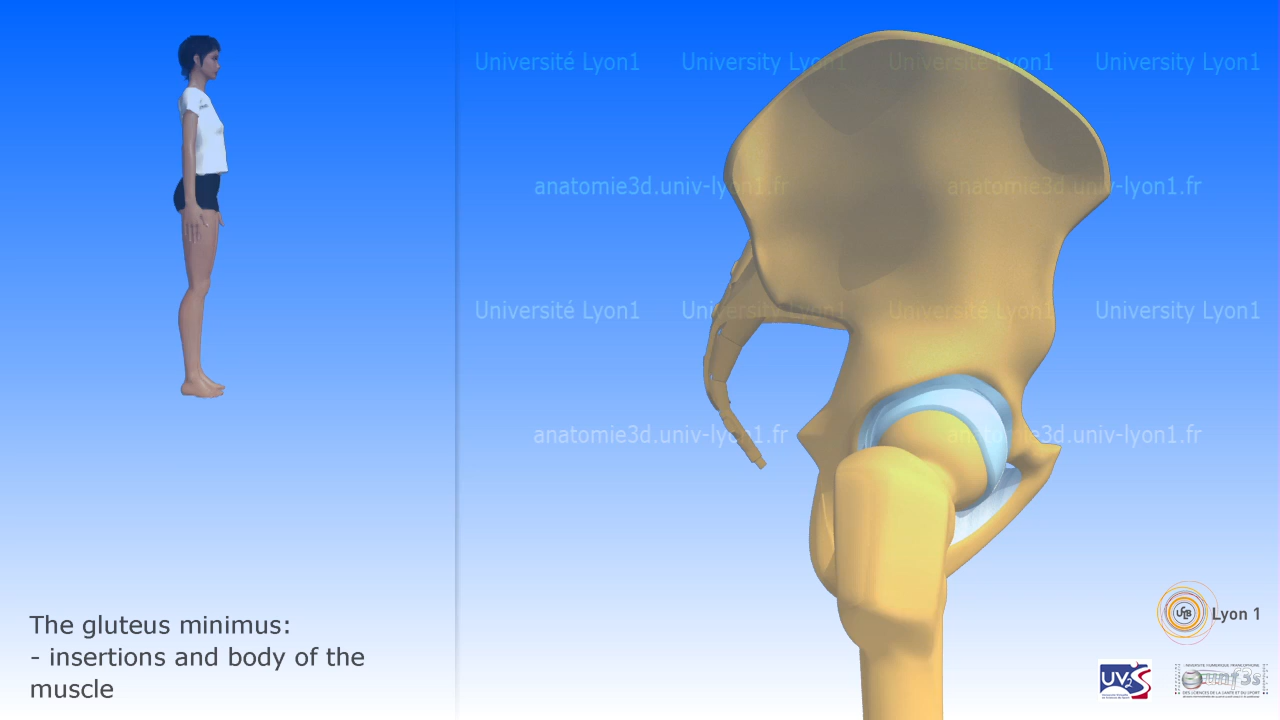 Université Lyon1 University Lyon1 Université Lyon1 University Lyon1
anatomie3d.univ-lyon1.fr anatomie3d.univ-lyon1.fr
Université Lyon1 University Lyon1 Université Lyon1 University Lyon1
anatomie3d.univ-lyon1.fr anatomie3d.univ-lyon1.fr
The gluteus minimus:
- insertions and body of the
muscle
Lyon 1
UV2S
unf3s